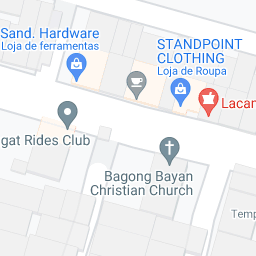 Sand. Hardware
Loja de ferramentas
STANDPOINT
CLOTHING
Loja de Roupa
Lacan
gat Rides Club
Bagong Bayan
Christian Church
Temp